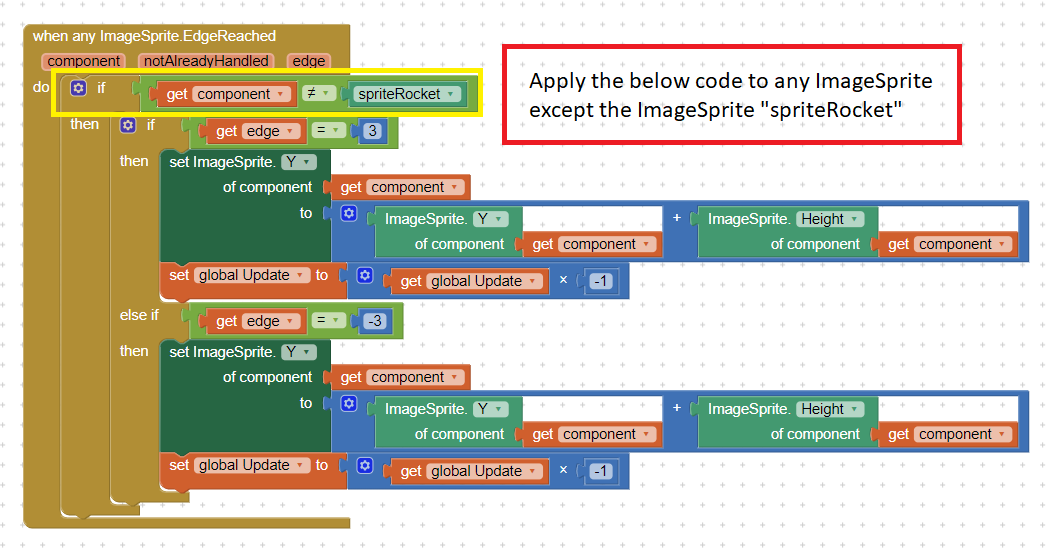 when any ImageSprite.EdgeReached
component notAlreadyHandled edge
do if get component ≠ spriteRocket
Apply the below code to any ImageSprite
except the ImageSprite "spriteRocket"
then if get edge = 3
then set ImageSprite. Y
of component get component
to ImageSprite. Y + ImageSprite. Height
of component get component of component get component
set global Update to get global Update × -1
else if get edge = -3
then set ImageSprite. Y
of component get component
to ImageSprite. Y + ImageSprite. Height
of component get component of component get component
set global Update to get global Update × -1